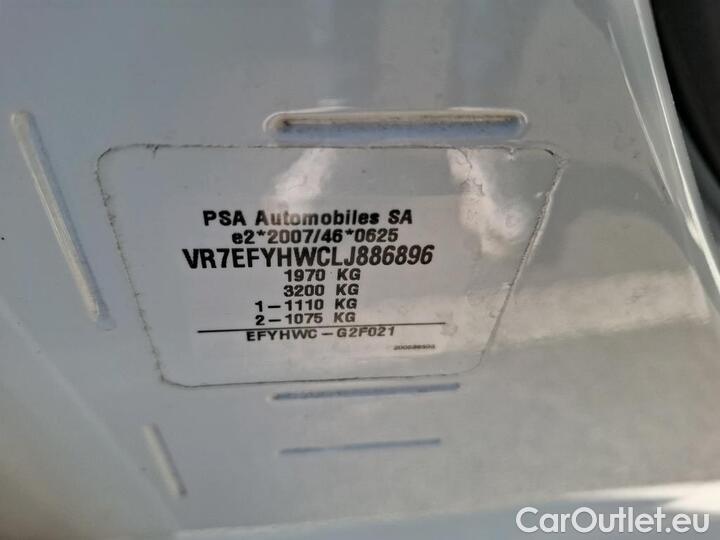 PSA Automobiles SA
e2*2007/46*0625
VR7EFYHWCLJ886896
1970 KG
3200 KG
1-1110 KG
2-1075 KG
EFYHWC-G2F021
CarOutlet.eu